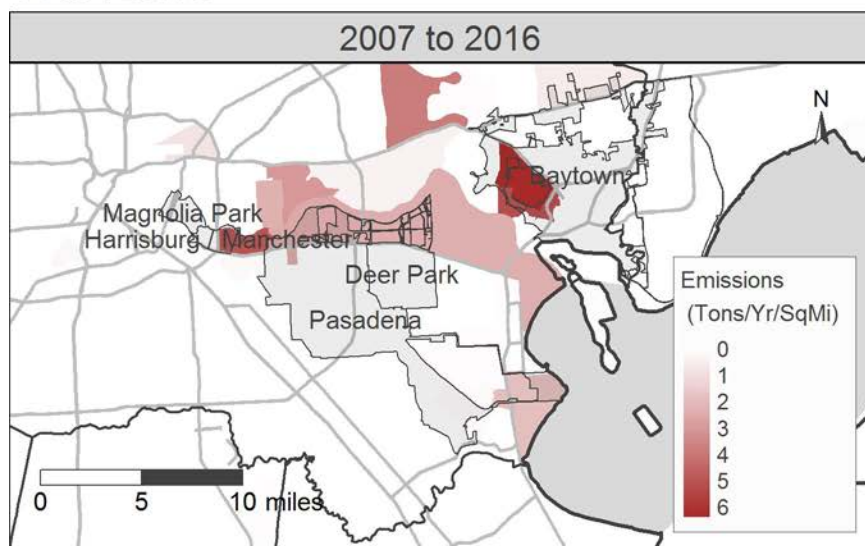 2007 to 2016
N
Baytown
Magnolia Park
Harrisburg
Manchester
Deer Park
Pasadena
Emissions
(Tons/Yr/SqMi)
0
1
2
3
4
5
6
0 5 10 miles